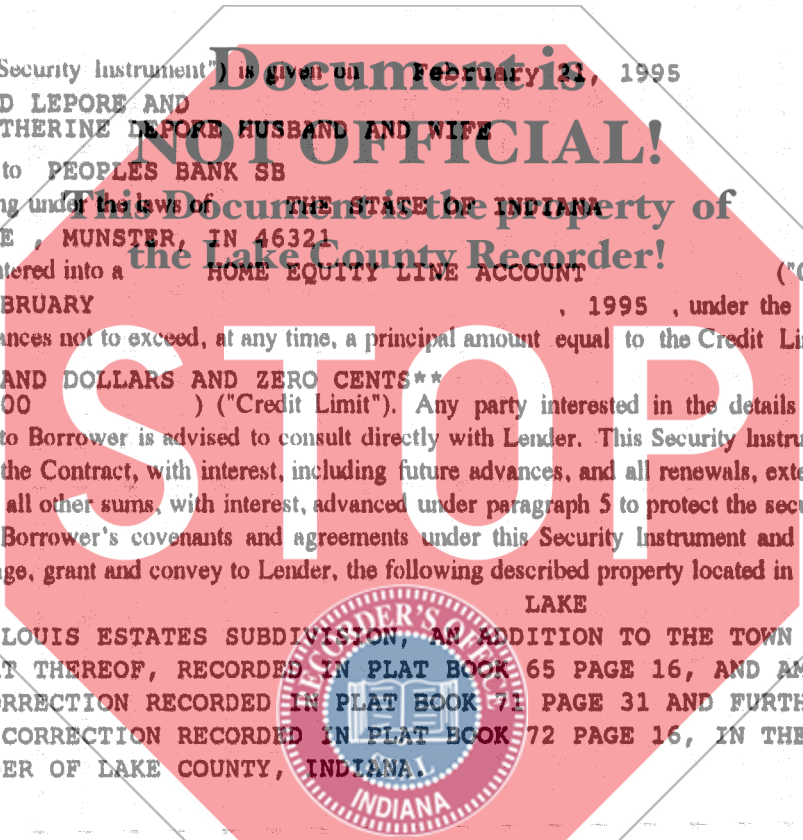 Document is
NOT OFFICIAL!
This Document is the property of
the Lake County Recorder!
STOP
Security Instrument") is given on February 21, 1995
D LEPORE AND
THERINE LEPORE HUSBAND AND WIFE
to PEOPLES BANK SB
ng under the laws of THE STATE OF INDIANA
E , MUNSTER, IN 46321
ntered into a HOME EQUITY LINE ACCOUNT ("C
BRUARY , 1995 , under the
ances not to exceed, at any time, a principal amount equal to the Credit Li
AND DOLLARS AND ZERO CENTS**
00 ) ("Credit Limit"). Any party interested in the details
to Borrower is advised to consult directly with Lender. This Security Instru
the Contract, with interest, including future advances, and all renewals, exte
all other sums, with interest, advanced under paragraph 5 to protect the secu
Borrower's covenants and agreements under this Security Instrument and
ge, grant and convey to Lender, the following described property located in
LAKE
LOUIS ESTATES SUBDIVISION, AN ADDITION TO THE TOWN
T THEREOF, RECORDED IN PLAT BOOK 65 PAGE 16, AND AM
RRECTION RECORDED IN PLAT BOOK 71 PAGE 31 AND FURTH
CORRECTION RECORDED IN PLAT BOOK 72 PAGE 16, IN THE
DER OF LAKE COUNTY, INDIANA.
RECORDER'S OFFICE
SEAL
INDIANA